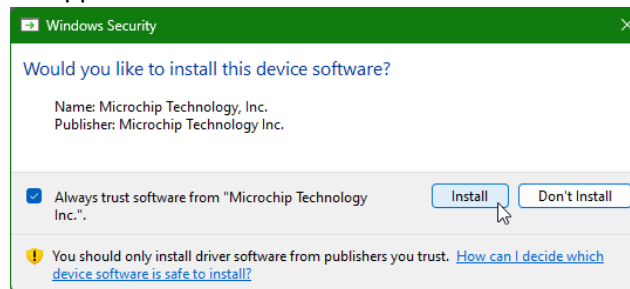 Windows Security
Would you like to install this device software?
Name: Microchip Technology, Inc.
Publisher: Microchip Technology Inc.
Always trust software from "Microchip Technology
Inc.".
Install
Don't Install
You should only install driver software from publishers you trust. How can I decide which
device software is safe to install?